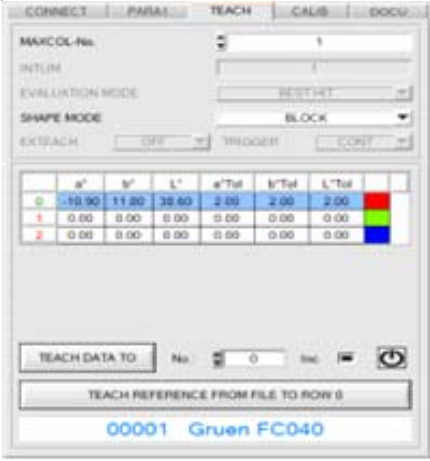 CONNECT PARA1 TEACH CALIB DOCU
MAXCOL-No. 1
INTLIM 1
EVALUATION MODE BEST HIT
SHAPE MODE BLOCK
EXTEACH OFF TRIGGER CONT
a* b* L* a*Tol b*Tol L*Tol
0 -10.90 11.80 38.60 2.00 2.00 2.00
1 0.00 0.00 0.00 0.00 0.00 0.00
2 0.00 0.00 0.00 0.00 0.00 0.00
TEACH DATA TO No.: 0 Inc
TEACH REFERENCE FROM FILE TO ROW 0
00001 Gruen FC040